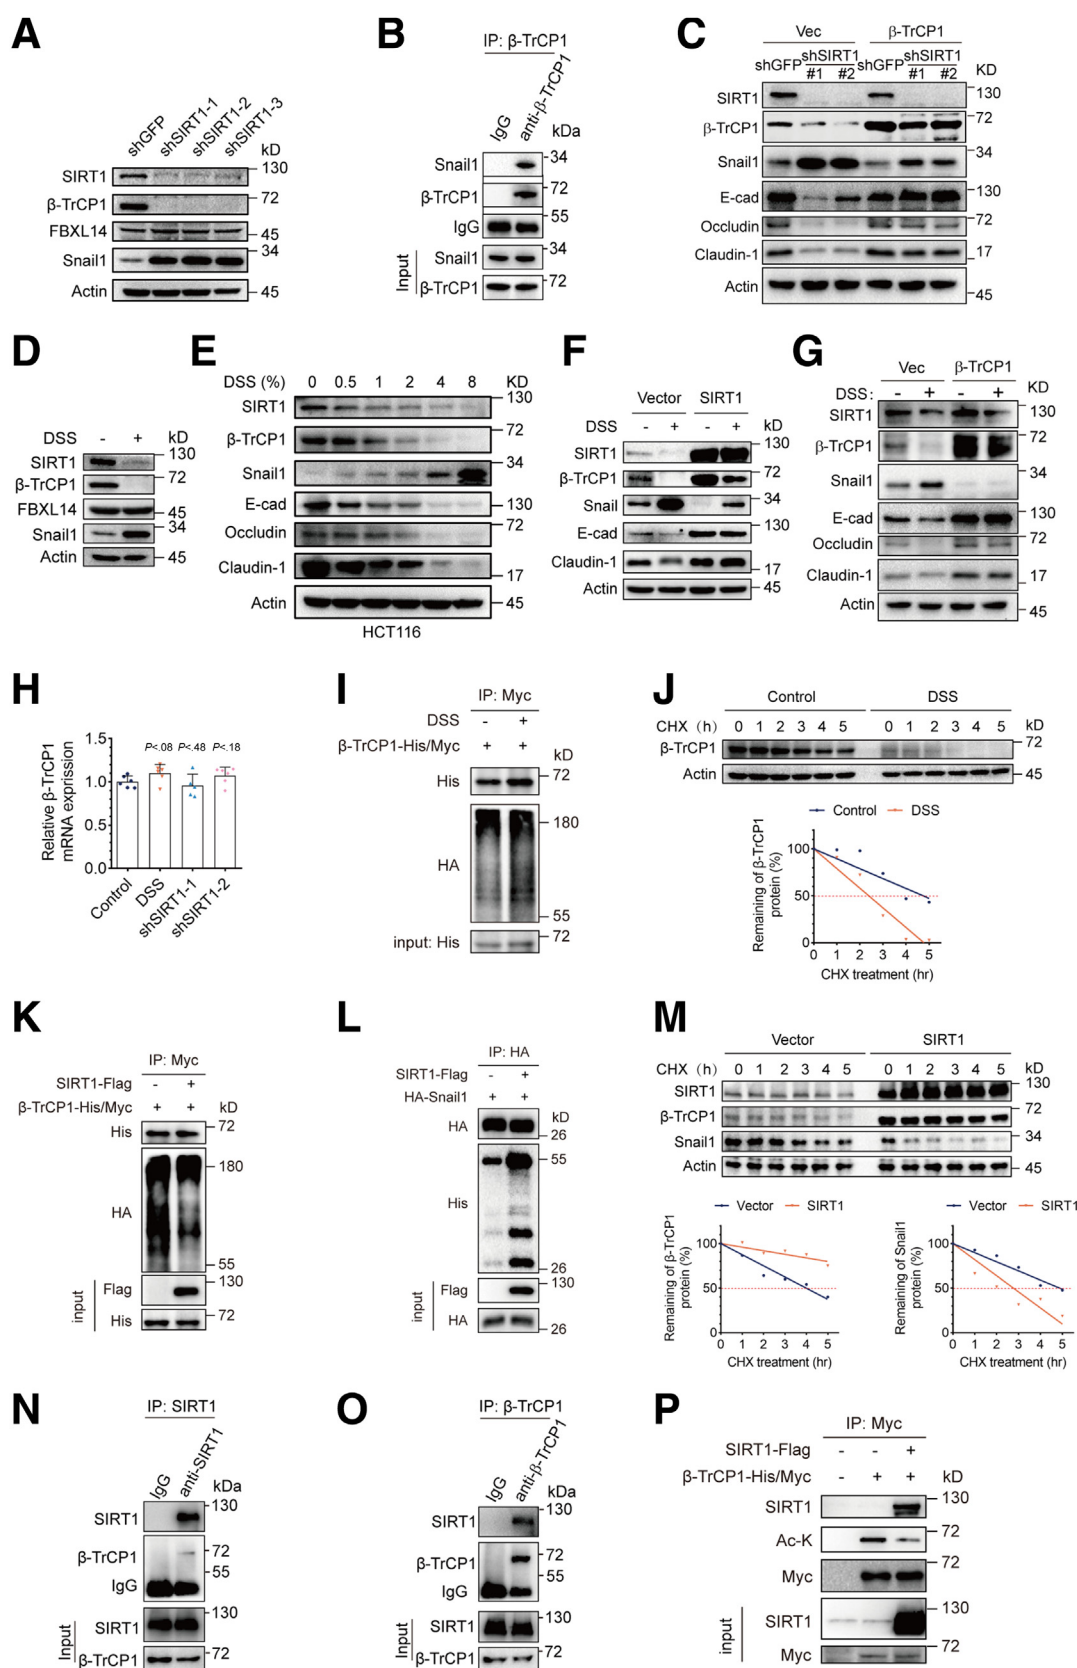 A
shGFP
shSIRT1-1
shSIRT1-2
shSIRT1-3
kD
SIRT1
130
β-TrCP1
72
FBXL14
45
Snail1
34
Actin
45
B
IP: β-TrCP1
IgG
anti-β-TrCP1
kDa
Snail1
34
β-TrCP1
72
IgG
55
Input
Snail1
34
β-TrCP1
72
C
Vec β-TrCP1
shGFP shSIRT1 shGFP shSIRT1
#1 #2 #1 #2
KD
SIRT1
130
β-TrCP1
72
Snail1
34
E-cad
130
Occludin
72
Claudin-1
17
Actin
45
D
DSS - + kD
SIRT1
130
β-TrCP1
72
FBXL14
45
Snail1
34
Actin
45
E
DSS (%) 0 0.5 1 2 4 8 KD
SIRT1
130
β-TrCP1
72
Snail1
34
E-cad
130
Occludin
72
Claudin-1
17
Actin
45
HCT116
F
Vector SIRT1
DSS - + - + kD
SIRT1
130
β-TrCP1
72
Snail
34
E-cad
130
Claudin-1
17
Actin
45
G
Vec β-TrCP1
DSS: - + - + KD
SIRT1
130
β-TrCP1
72
Snail1
34
E-cad
130
Occludin
72
Claudin-1
17
Actin
45
H
Relative β-TrCP1
mRNA exprission
1.5
1.0
0.5
0.0
P<.08 P<.48 P<.18
Control
DSS
shSIRT1-1
shSIRT1-2
I
IP: Myc
DSS - +
β-TrCP1-His/Myc + +
kD
His
72
HA
180
55
input: His
72
J
Control DSS
CHX (h) 0 1 2 3 4 5 0 1 2 3 4 5 kD
β-TrCP1
72
Actin
45
Control DSS
Remaining of β-TrCP1
protein (%)
100
50
0
0 1 2 3 4 5
CHX treatment (hr)
K
IP: Myc
SIRT1-Flag - +
β-TrCP1-His/Myc + + kD
His
72
HA
180
55
input
Flag
130
His
72
L
IP: HA
SIRT1-Flag - +
HA-Snail1 + +
kD
HA
26
His
55
26
input
Flag
130
HA
26
M
Vector SIRT1
CHX (h) 0 1 2 3 4 5 0 1 2 3 4 5 kD
SIRT1
130
β-TrCP1
72
Snail1
34
Actin
45
Vector SIRT1
Remaining of β-TrCP1
protein (%)
100
50
0
0 1 2 3 4 5
CHX treatment (hr)
Vector SIRT1
Remaining of Snail1
protein (%)
100
50
0
0 1 2 3 4 5
CHX treatment (hr)
N
IP: SIRT1
IgG
anti-SIRT1
kDa
SIRT1
130
β-TrCP1
72
55
IgG
Input
SIRT1
130
β-TrCP1
72
O
IP: β-TrCP1
IgG
anti-β-TrCP1
kDa
SIRT1
130
β-TrCP1
72
55
IgG
Input
SIRT1
130
β-TrCP1
72
P
IP: Myc
SIRT1-Flag - - +
β-TrCP1-His/Myc - + + kD
SIRT1
130
Ac-K
72
Myc
72
input
SIRT1
130
Myc
72